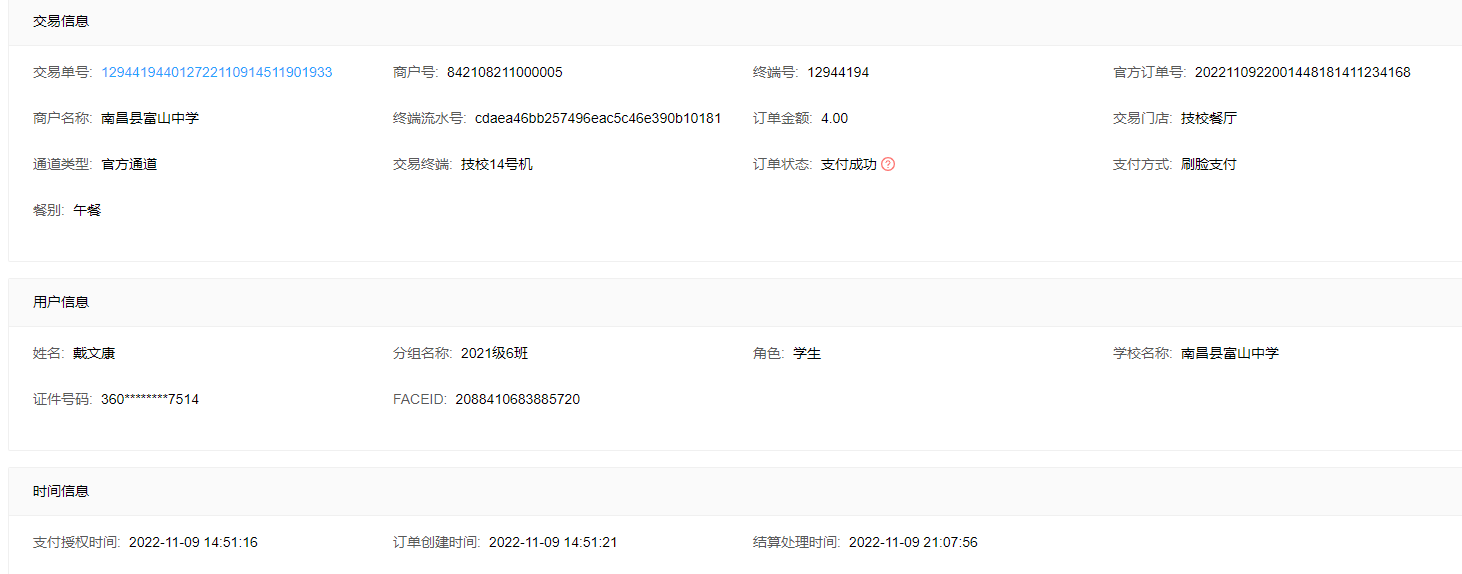 交易信息
交易单号: 129441944012722110914511901933 商户号: 842108211000005 终端号: 12944194 官方订单号: 2022110922001448181411234168
商户名称: 南昌县富山中学 终端流水号: cdaea46bb257496eac5c46e390b10181 订单金额: 4.00 交易门店: 技校餐厅
通道类型: 官方通道 交易终端: 技校14号机 订单状态: 支付成功 支付方式: 刷脸支付
餐别: 午餐
用户信息
姓名: 戴文康 分组名称: 2021级6班 角色: 学生 学校名称: 南昌县富山中学
证件号码: 360********7514 FACEID: 2088410683885720
时间信息
支付授权时间: 2022-11-09 14:51:16 订单创建时间: 2022-11-09 14:51:21 结算处理时间: 2022-11-09 21:07:56